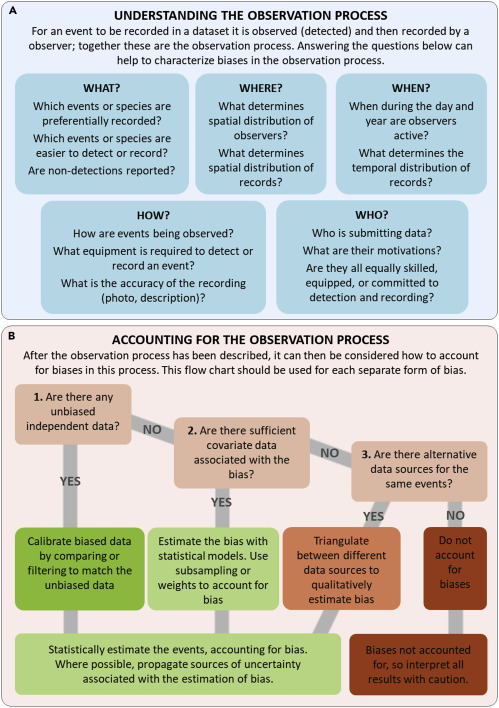 A
UNDERSTANDING THE OBSERVATION PROCESS
For an event to be recorded in a dataset it is observed (detected) and then recorded by a
observer; together these are the observation process. Answering the questions below can
help to characterize biases in the observation process.
WHAT?
Which events or species are
preferentially recorded?
Which events or species are
easier to detect or record?
Are non-detections reported?
WHERE?
What determines
spatial distribution of
observers?
What determines
spatial distribution of
records?
WHEN?
When during the day and
year are observers
active?
What determines the
temporal distribution of
records?
HOW?
How are events being observed?
What equipment is required to detect or
record an event?
What is the accuracy of the recording
(photo, description)?
WHO?
Who is submitting data?
What are their motivations?
Are they all equally skilled,
equipped, or committed to
detection and recording?
B
ACCOUNTING FOR THE OBSERVATION PROCESS
After the observation process has been described, it can then be considered how to account
for biases in this process. This flow chart should be used for each separate form of bias.
1. Are there any
unbiased
independent data?
NO
2. Are there sufficient
covariate data
associated with the
bias?
NO
3. Are there alternative
data sources for the
same events?
YES
YES
YES
NO
Calibrate biased data
by comparing or
filtering to match the
unbiased data
Estimate the bias with
statistical models. Use
subsampling or
weights to account for
bias
Triangulate
between different
data sources to
qualitatively
estimate bias
Do not
account
for
biases
Statistically estimate the events, accounting for bias.
Where possible, propagate sources of uncertainty
associated with the estimation of bias.
Biases not accounted
for, so interpret all
results with caution.